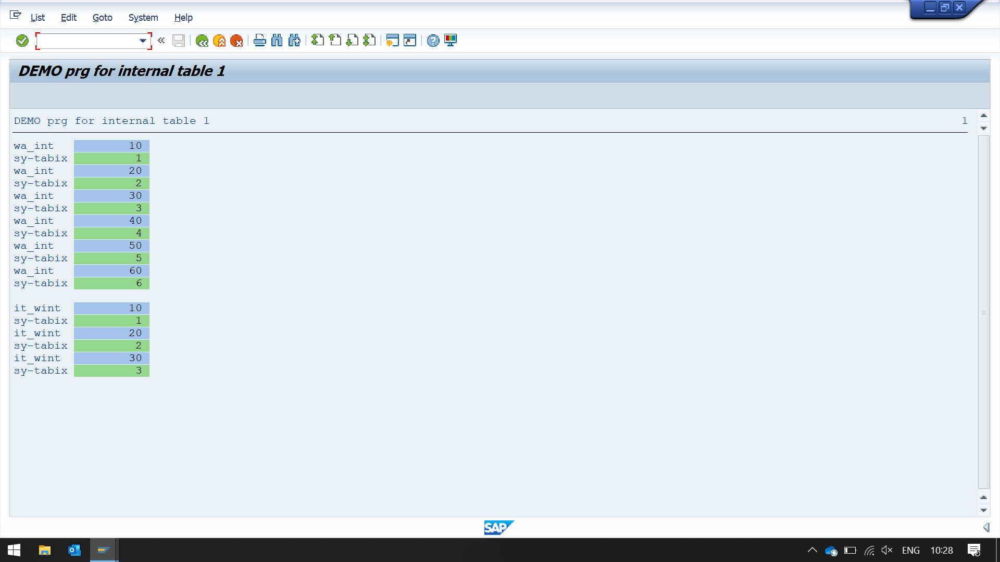 List Edit Goto System Help
DEMO prg for internal table 1
DEMO prg for internal table 1 1
wa_int 10
sy-tabix 1
wa_int 20
sy-tabix 2
wa_int 30
sy-tabix 3
wa_int 40
sy-tabix 4
wa_int 50
sy-tabix 5
wa_int 60
sy-tabix 6
it_wint 10
sy-tabix 1
it_wint 20
sy-tabix 2
it_wint 30
sy-tabix 3
SAP
ENG 10:28